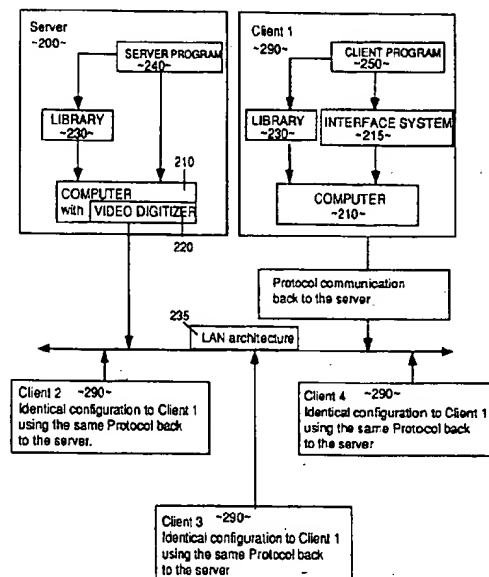 Server
~200~
SERVER PROGRAM
~240~
LIBRARY
~230~
210
COMPUTER
with VIDEO DIGITIZER
220
Client 1
~290~
CLIENT PROGRAM
~250~
LIBRARY
~230~
INTERFACE SYSTEM
~215~
COMPUTER
~210~
Protocol communication
back to the server
235
LAN architecture
Client 2 ~290~
Identical configuration to Client 1
using the same Protocol back
to the server.
Client 4 ~290~
Identical configuration to Client 1
using the same Protocol back
to the server
Client 3 ~290~
Identical configuration to Client 1
using the same Protocol back
to the server